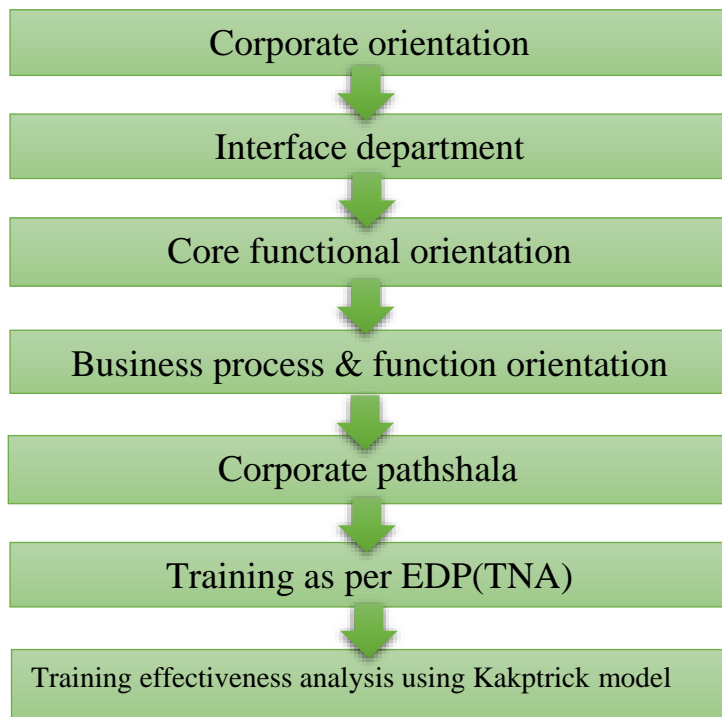 Corporate orientation
Interface department
Core functional orientation
Business process & function orientation
Corporate pathshala
Training as per EDP(TNA)
Training effectiveness analysis using Kakptrick model